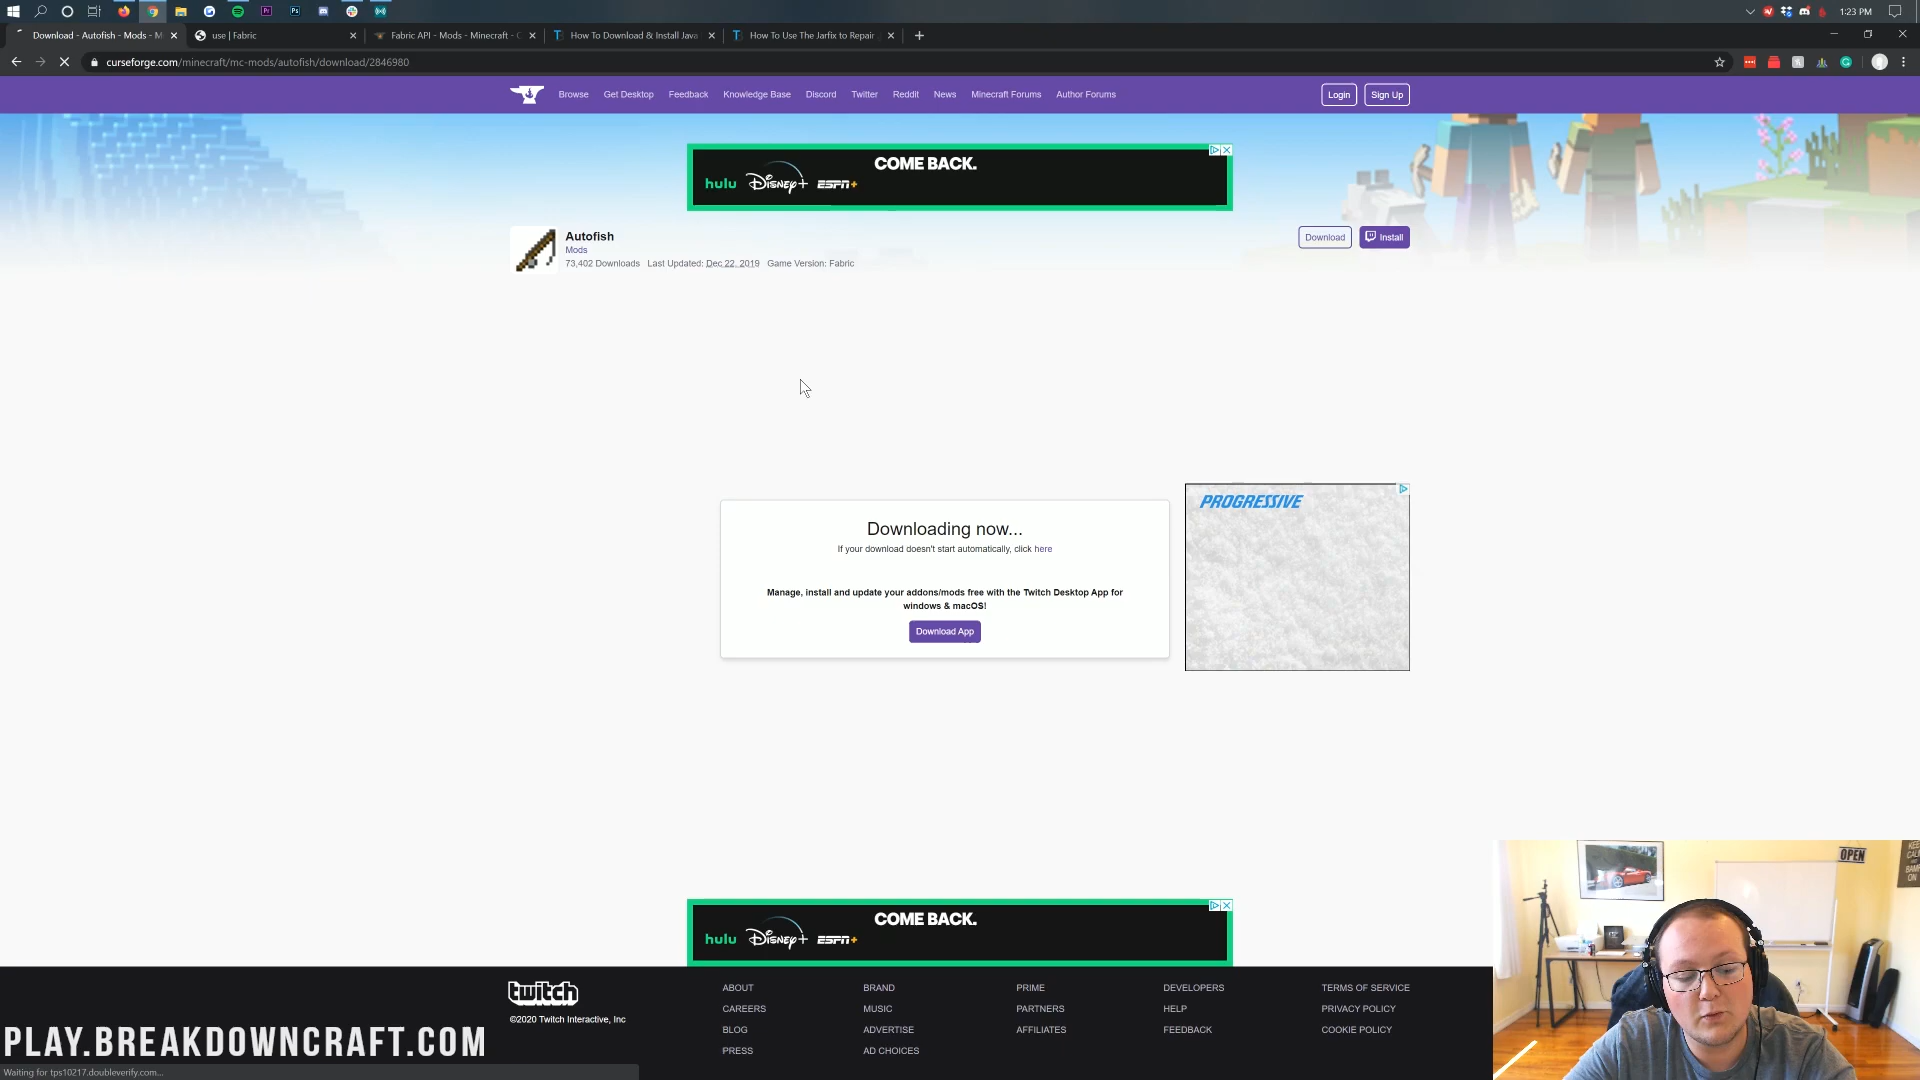 1:23 PM
Download - Autofish - Mods - M
use | Fabric
Fabric API - Mods - Minecraft - C
How To Download & Install Java
How To Use The Jarfix to Repair
curseforge.com/minecraft/mc-mods/autofish/download/2846980
Browse
Get Desktop
Feedback
Knowledge Base
Discord
Twitter
Reddit
News
Minecraft Forums
Author Forums
Login
Sign Up
COME BACK.
hulu Disney+ ESPN+
Autofish
Mods
73,402 Downloads Last Updated: Dec 22, 2019 Game Version: Fabric
Download
Install
PROGRESSIVE
Downloading now...
If your download doesn't start automatically, click here
Manage, install and update your addons/mods free with the Twitch Desktop App for
windows & macOS!
Download App
COME BACK.
hulu Disney+ ESPN+
OPEN
KEEP
CALM
AND
ON
twitch
©2020 Twitch Interactive, Inc
ABOUT
CAREERS
BLOG
PRESS
BRAND
MUSIC
ADVERTISE
AD CHOICES
PRIME
PARTNERS
AFFILIATES
DEVELOPERS
HELP
FEEDBACK
TERMS OF SERVICE
PRIVACY POLICY
COOKIE POLICY
PLAY.BREAKDOWNCRAFT.COM
Waiting for tps10217.doubleverify.com...